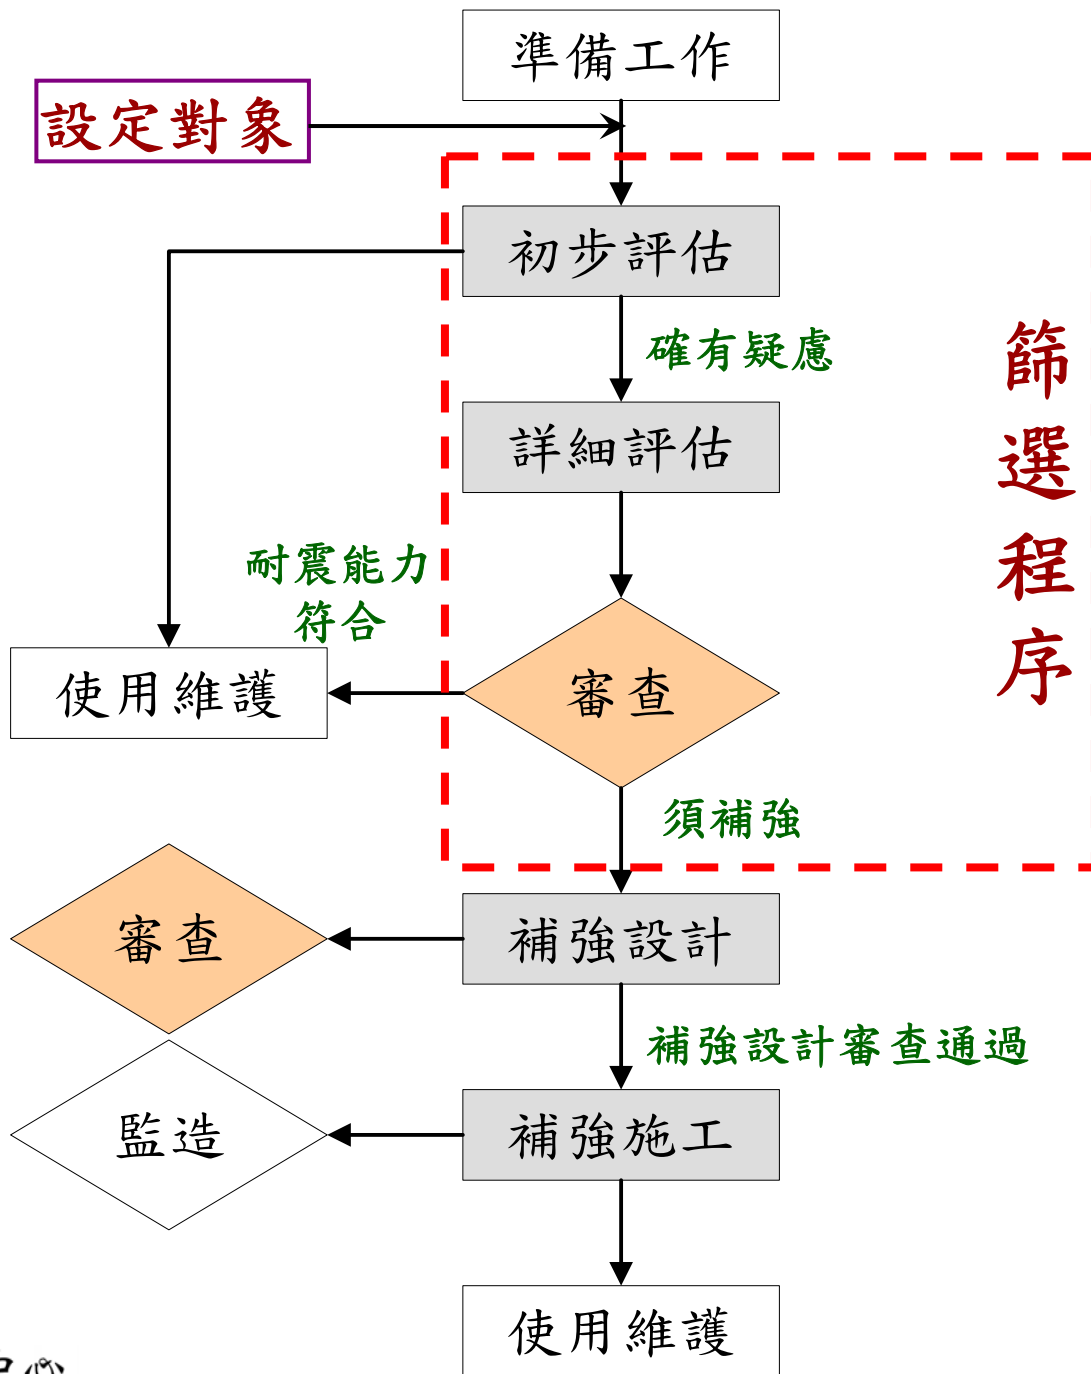 準備工作
設定對象
初步評估
確有疑慮
篩選程序
詳細評估
耐震能力
符合
使用維護
審查
須補強
審查
補強設計
補強設計審查通過
監造
補強施工
使用維護